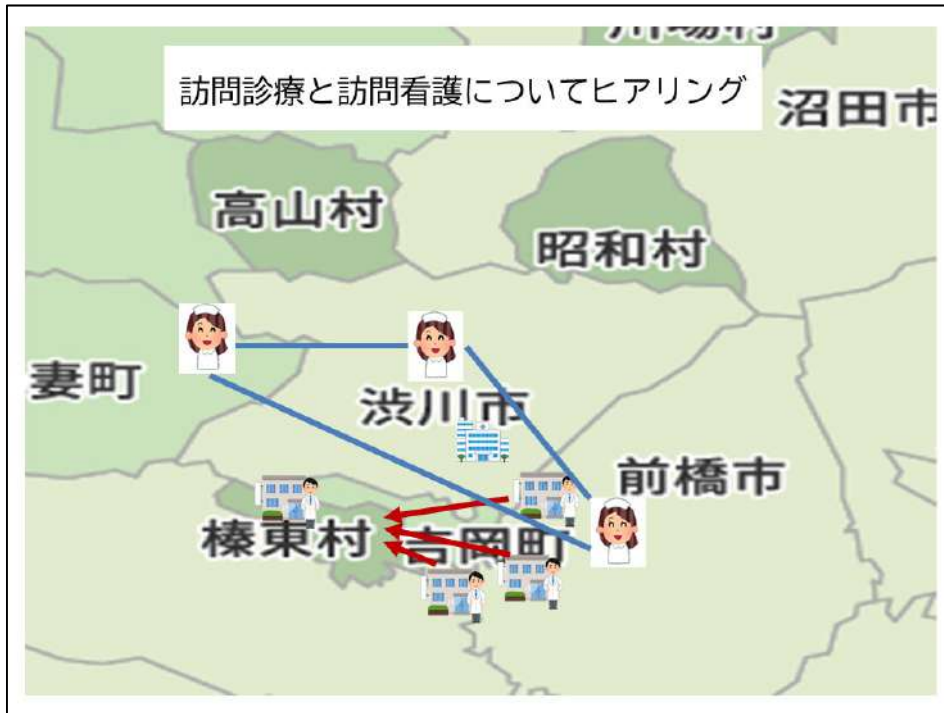 訪問診療と訪問看護についてヒアリング
沼田市
高山村
昭和村
妻町
渋川市
前橋市
榛東村
吉岡町